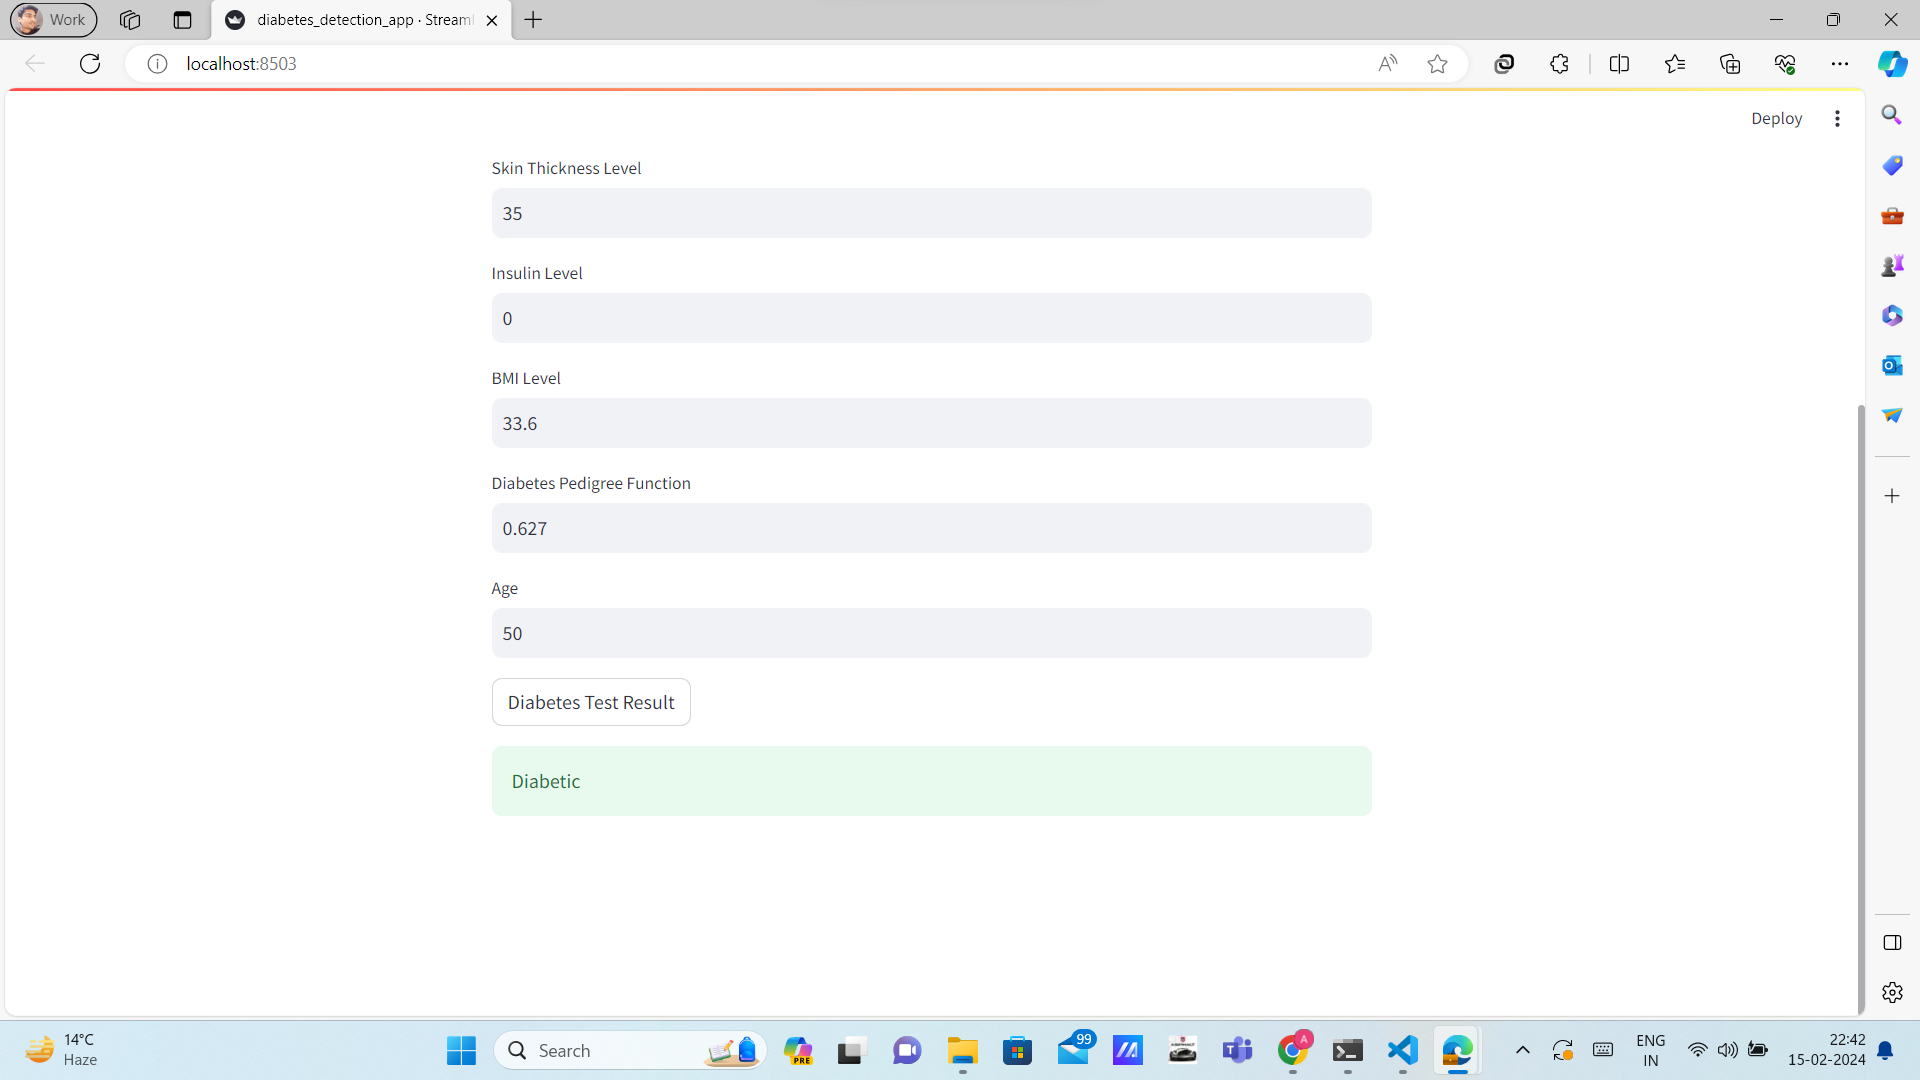 Work
diabetes_detection_app · Stream
localhost:8503
Deploy
Skin Thickness Level
35
Insulin Level
0
BMI Level
33.6
Diabetes Pedigree Function
0.627
Age
50
Diabetes Test Result
Diabetic
14°C
Haze
Search
PRE
99
A
ENG
IN
22:42
15-02-2024